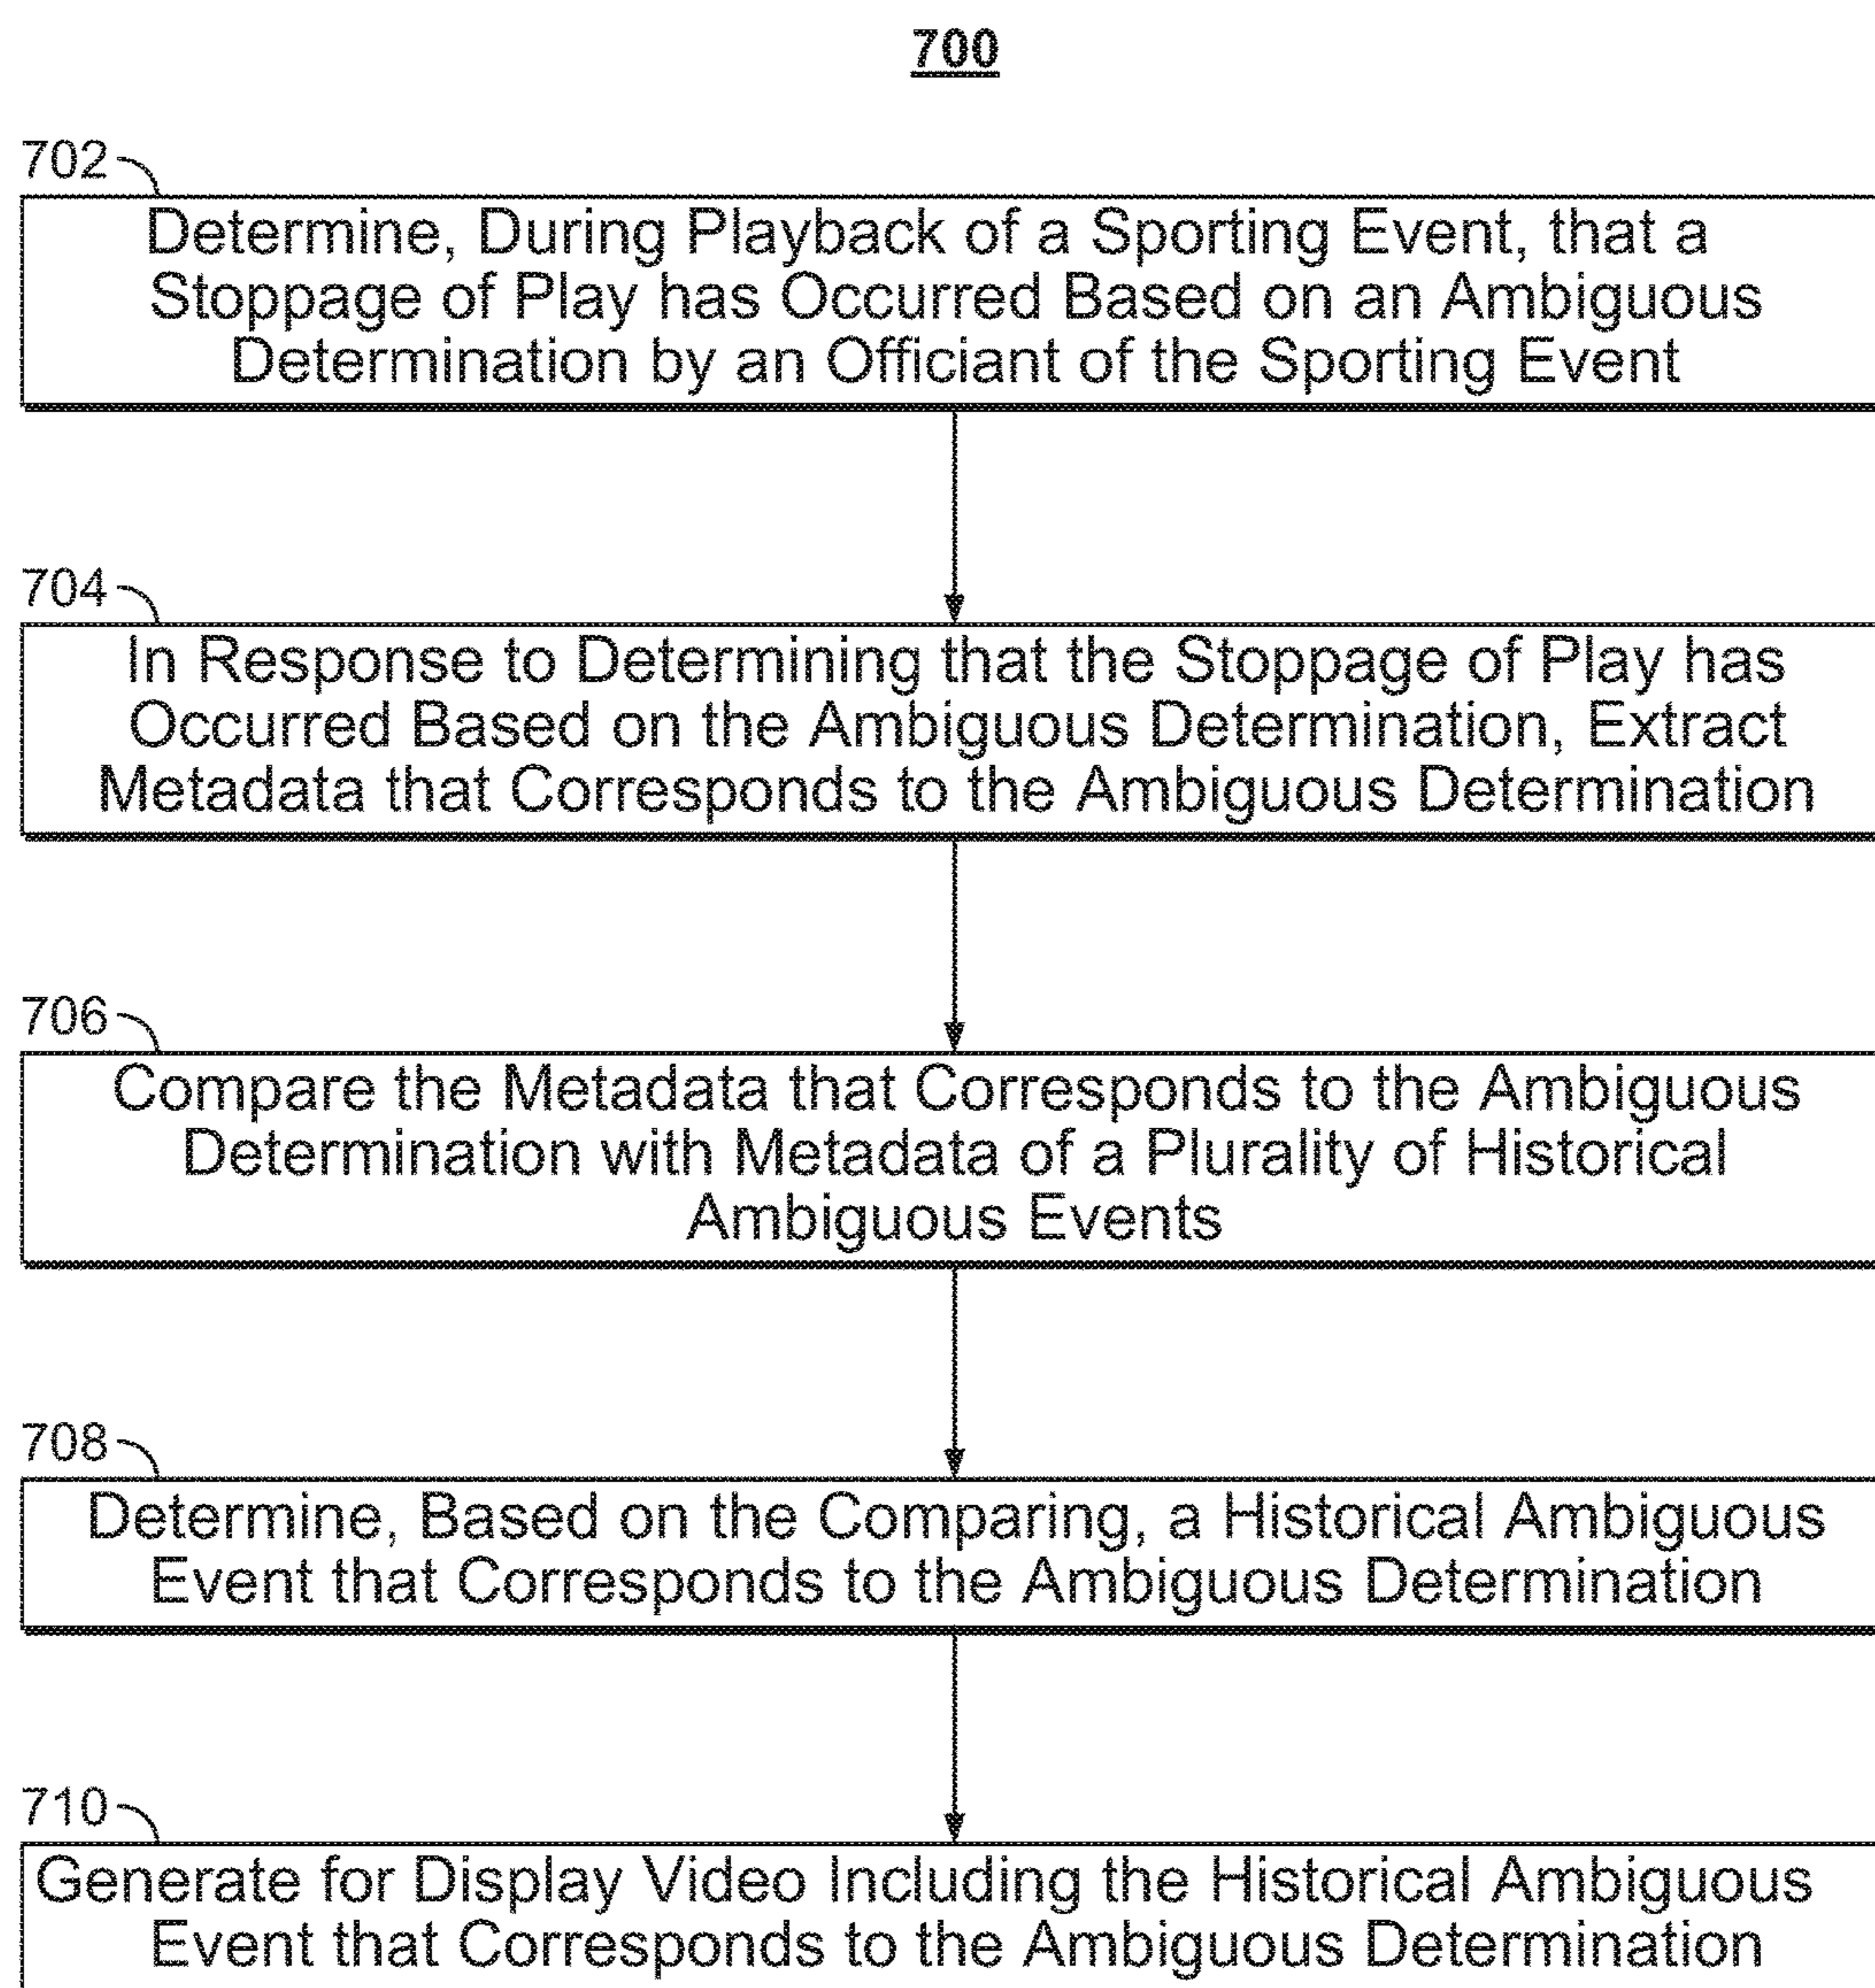 700
702
Determine, During Playback of a Sporting Event, that a
Stoppage of Play has Occurred Based on an Ambiguous
Determination by an Officiant of the Sporting Event
704
In Response to Determining that the Stoppage of Play has
Occurred Based on the Ambiguous Determination, Extract
Metadata that Corresponds to the Ambiguous Determination
706
Compare the Metadata that Corresponds to the Ambiguous
Determination with Metadata of a Plurality of Historical
Ambiguous Events
708
Determine, Based on the Comparing, a Historical Ambiguous
Event that Corresponds to the Ambiguous Determination
710
Generate for Display Video Including the Historical Ambiguous
Event that Corresponds to the Ambiguous Determination